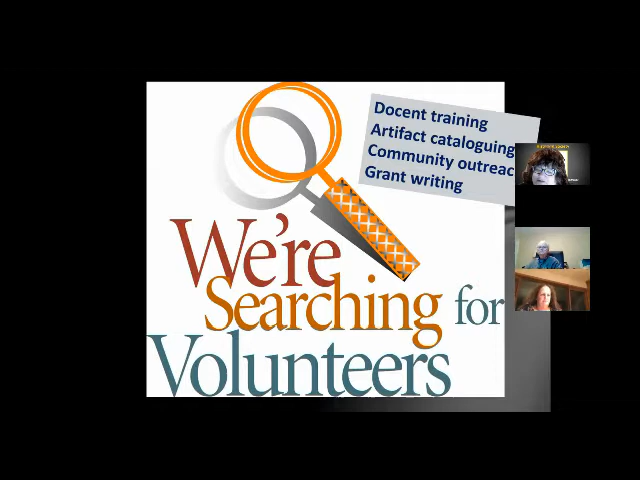 Docent training
Artifact cataloguing
Community outreac
Grant writing
We're
Searching for
Volunteers